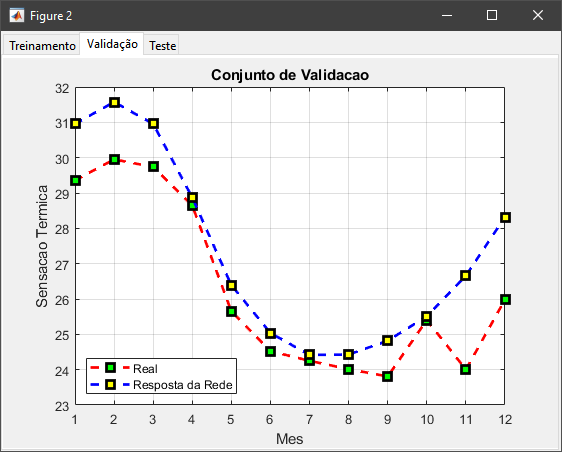 Figure 2
Treinamento Validação Teste
Conjunto de Validacao
32
31
30
29
28
27
26
25
24
23
Sensacao Termica
Real
Resposta da Rede
1 2 3 4 5 6 7 8 9 10 11 12
Mes